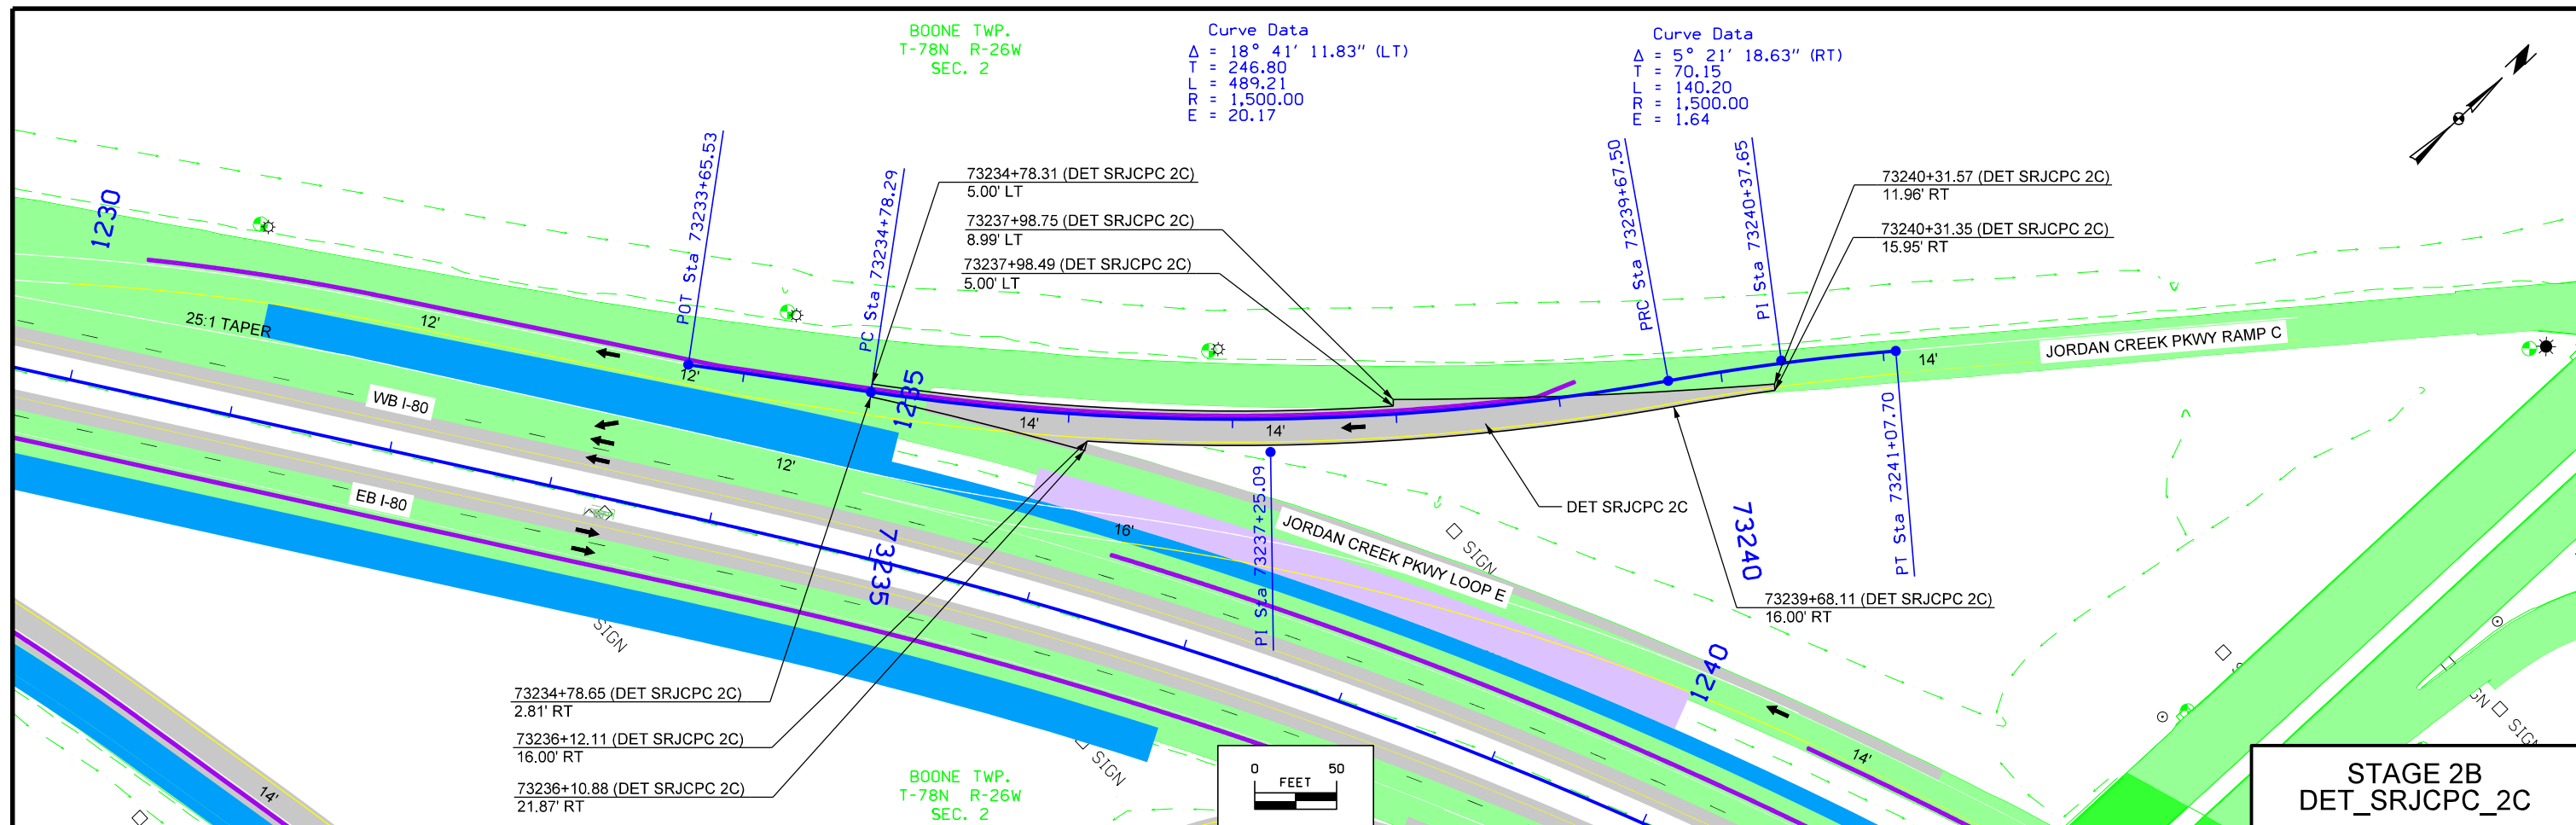 BOONE TWP.
T-78N R-26W
SEC. 2
Curve Data
Δ = 18° 41' 11.83" (LT)
T = 246.80
L = 489.21
R = 1,500.00
E = 20.17
Curve Data
Δ = 5° 21' 18.63" (RT)
T = 70.15
L = 140.20
R = 1,500.00
E = 1.64
1230
POT Sta 73233+65.53
PC Sta 73234+78.29
73234+78.31 (DET SRJCPC 2C)
5.00' LT
73237+98.75 (DET SRJCPC 2C)
8.99' LT
73237+98.49 (DET SRJCPC 2C)
5.00' LT
PRC Sta 73239+67.50
PI Sta 73240+37.65
73240+31.57 (DET SRJCPC 2C)
11.96' RT
73240+31.35 (DET SRJCPC 2C)
15.95' RT
25:1 TAPER
12'
12'
1235
14'
14'
14'
JORDAN CREEK PKWY RAMP C
WB I-80
12'
EB I-80
16'
JORDAN CREEK PKWY LOOP E
SIGN
DET SRJCPC 2C
73235
PI Sta 73237+25.09
73240
PT Sta 73241+07.70
73239+68.11 (DET SRJCPC 2C)
16.00' RT
SIGN
1240
73234+78.65 (DET SRJCPC 2C)
2.81' RT
73236+12.11 (DET SRJCPC 2C)
16.00' RT
73236+10.88 (DET SRJCPC 2C)
21.87' RT
14'
SIGN
14'
BOONE TWP.
T-78N R-26W
SEC. 2
0 50
FEET
STAGE 2B
DET_SRJCPC_2C